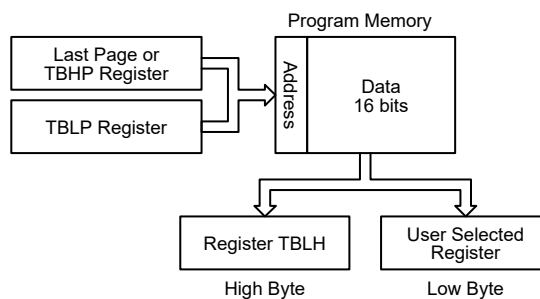 Program Memory
Last Page or
TBHP Register
TBLP Register
Address
Data
16 bits
Register TBLH
User Selected
Register
High Byte
Low Byte